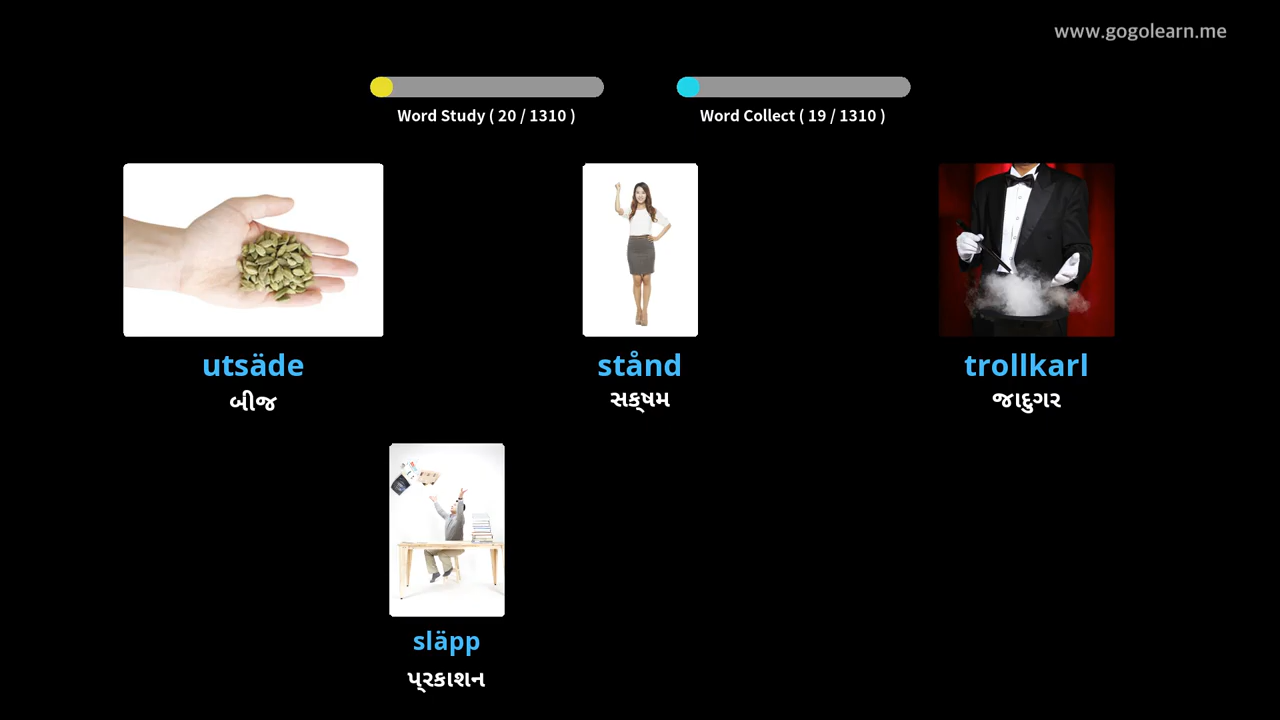 www.gogolearn.me
Word Study ( 20 / 1310 )
Word Collect ( 19 / 1310 )
utsäde
બીજ
stånd
સક્ષમ
trollkarl
જાદુગર
släpp
પ્રકાશન